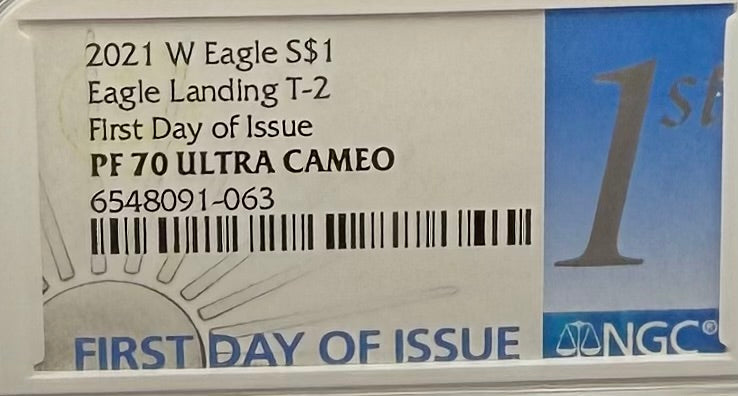 2021 W Eagle S$1
Eagle Landing T-2
First Day of Issue
PF 70 ULTRA CAMEO
6548091-063
FIRST DAY OF ISSUE
1st
NGC®